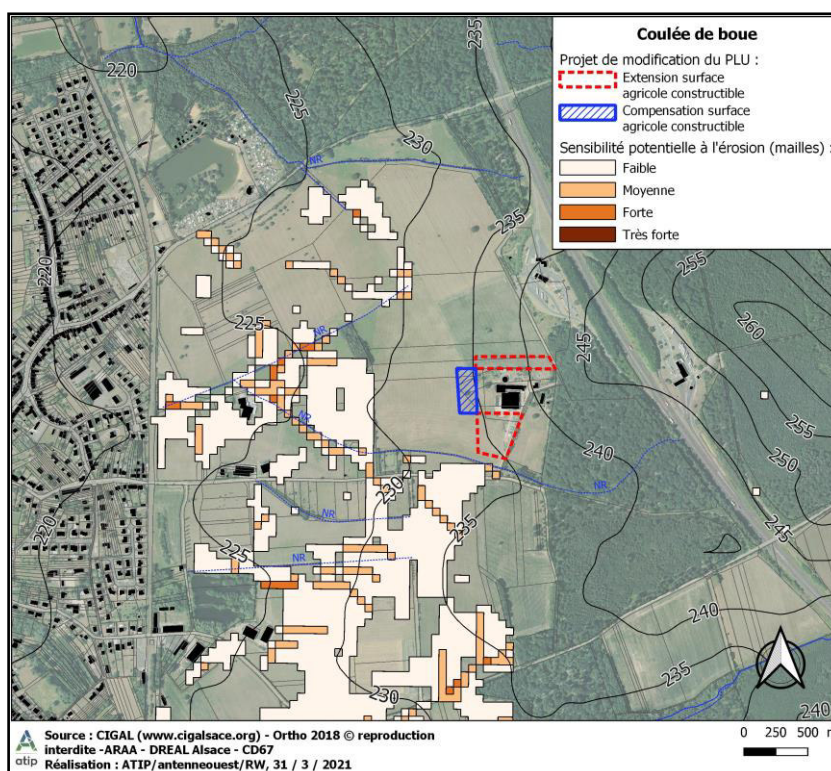 Coulée de boue
Projet de modification du PLU :
Extension surface
agricole constructible
Compensation surface
agricole constructible
Sensibilité potentielle à l'érosion (mailles) :
Faible
Moyenne
Forte
Très forte
220
225
230
235
235
NR
220
225
245
255
260
NR
NR
240
255
250
230
235
NR
245
220
225
NR
NR
240
230
235
240
atip
Source : CIGAL (www.cigalsace.org) - Ortho 2018 © reproduction
interdite -ARAA - DREAL Alsace - CD67
Réalisation : ATIP/antenneouest/RW, 31 / 3 / 2021
0 250 500 m